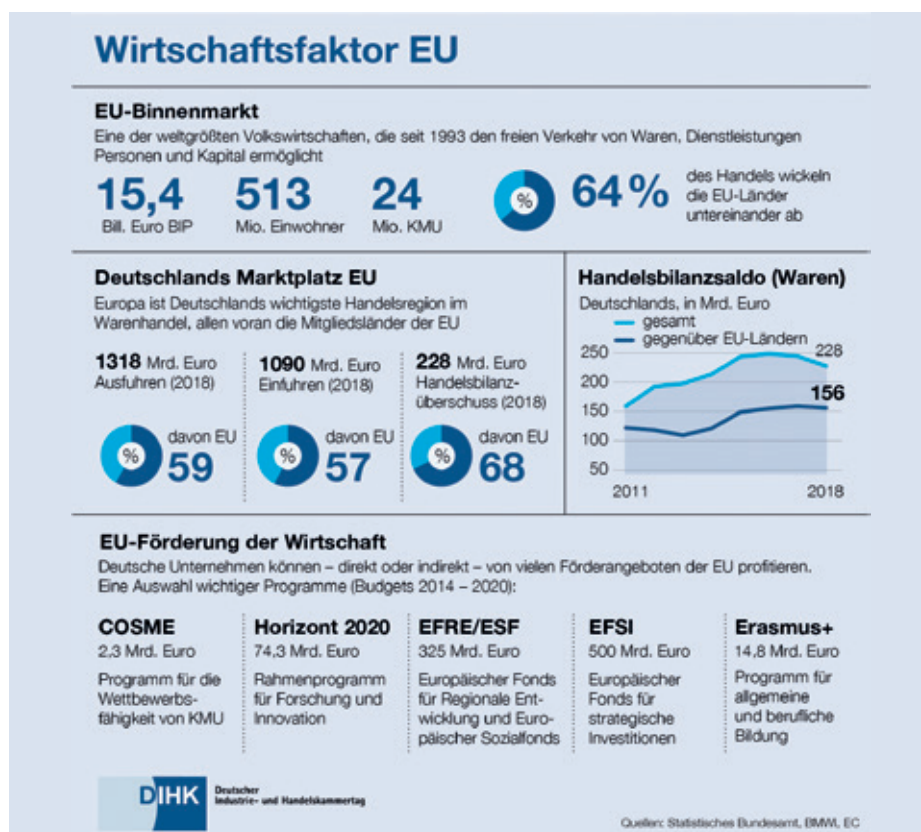 Wirtschaftsfaktor EU
EU-Binnenmarkt
Eine der weltgrößten Volkswirtschaften, die seit 1993 den freien Verkehr von Waren, Dienstleistungen
Personen und Kapital ermöglicht
15,4
Bill. Euro BIP
513
Mio. Einwohner
24
Mio. KMU
%
64 %
des Handels wickeln
die EU-Länder
untereinander ab
Deutschlands Marktplatz EU
Europa ist Deutschlands wichtigste Handelsregion im
Warenhandel, allen voran die Mitgliedsländer der EU
1318 Mrd. Euro
Ausfuhren (2018)
%
davon EU
59
1090 Mrd. Euro
Einfuhren (2018)
%
davon EU
57
228 Mrd. Euro
Handelsbilanz-
überschuss (2018)
%
davon EU
68
Handelsbilanzsaldo (Waren)
Deutschlands, in Mrd. Euro
gesamt
gegenüber EU-Ländern
250
200
150
100
50
228
156
2011
2018
EU-Förderung der Wirtschaft
Deutsche Unternehmen können – direkt oder indirekt – von vielen Förderangeboten der EU profitieren.
Eine Auswahl wichtiger Programme (Budgets 2014 – 2020):
COSME
2,3 Mrd. Euro
Programm für die
Wettbewerbs-
fähigkeit von KMU
Horizont 2020
74,3 Mrd. Euro
Rahmenprogramm
für Forschung und
Innovation
EFRE/ESF
325 Mrd. Euro
Europäischer Fonds
für Regionale Ent-
wicklung und Euro-
päischer Sozialfonds
EFSI
500 Mrd. Euro
Europäischer
Fonds für
strategische
Investitionen
Erasmus+
14,8 Mrd. Euro
Programm für
allgemeine
und berufliche
Bildung
DIHK
Deutscher
Industrie- und Handelskammertag
Quellen: Statistisches Bundesamt, BMWI, EC